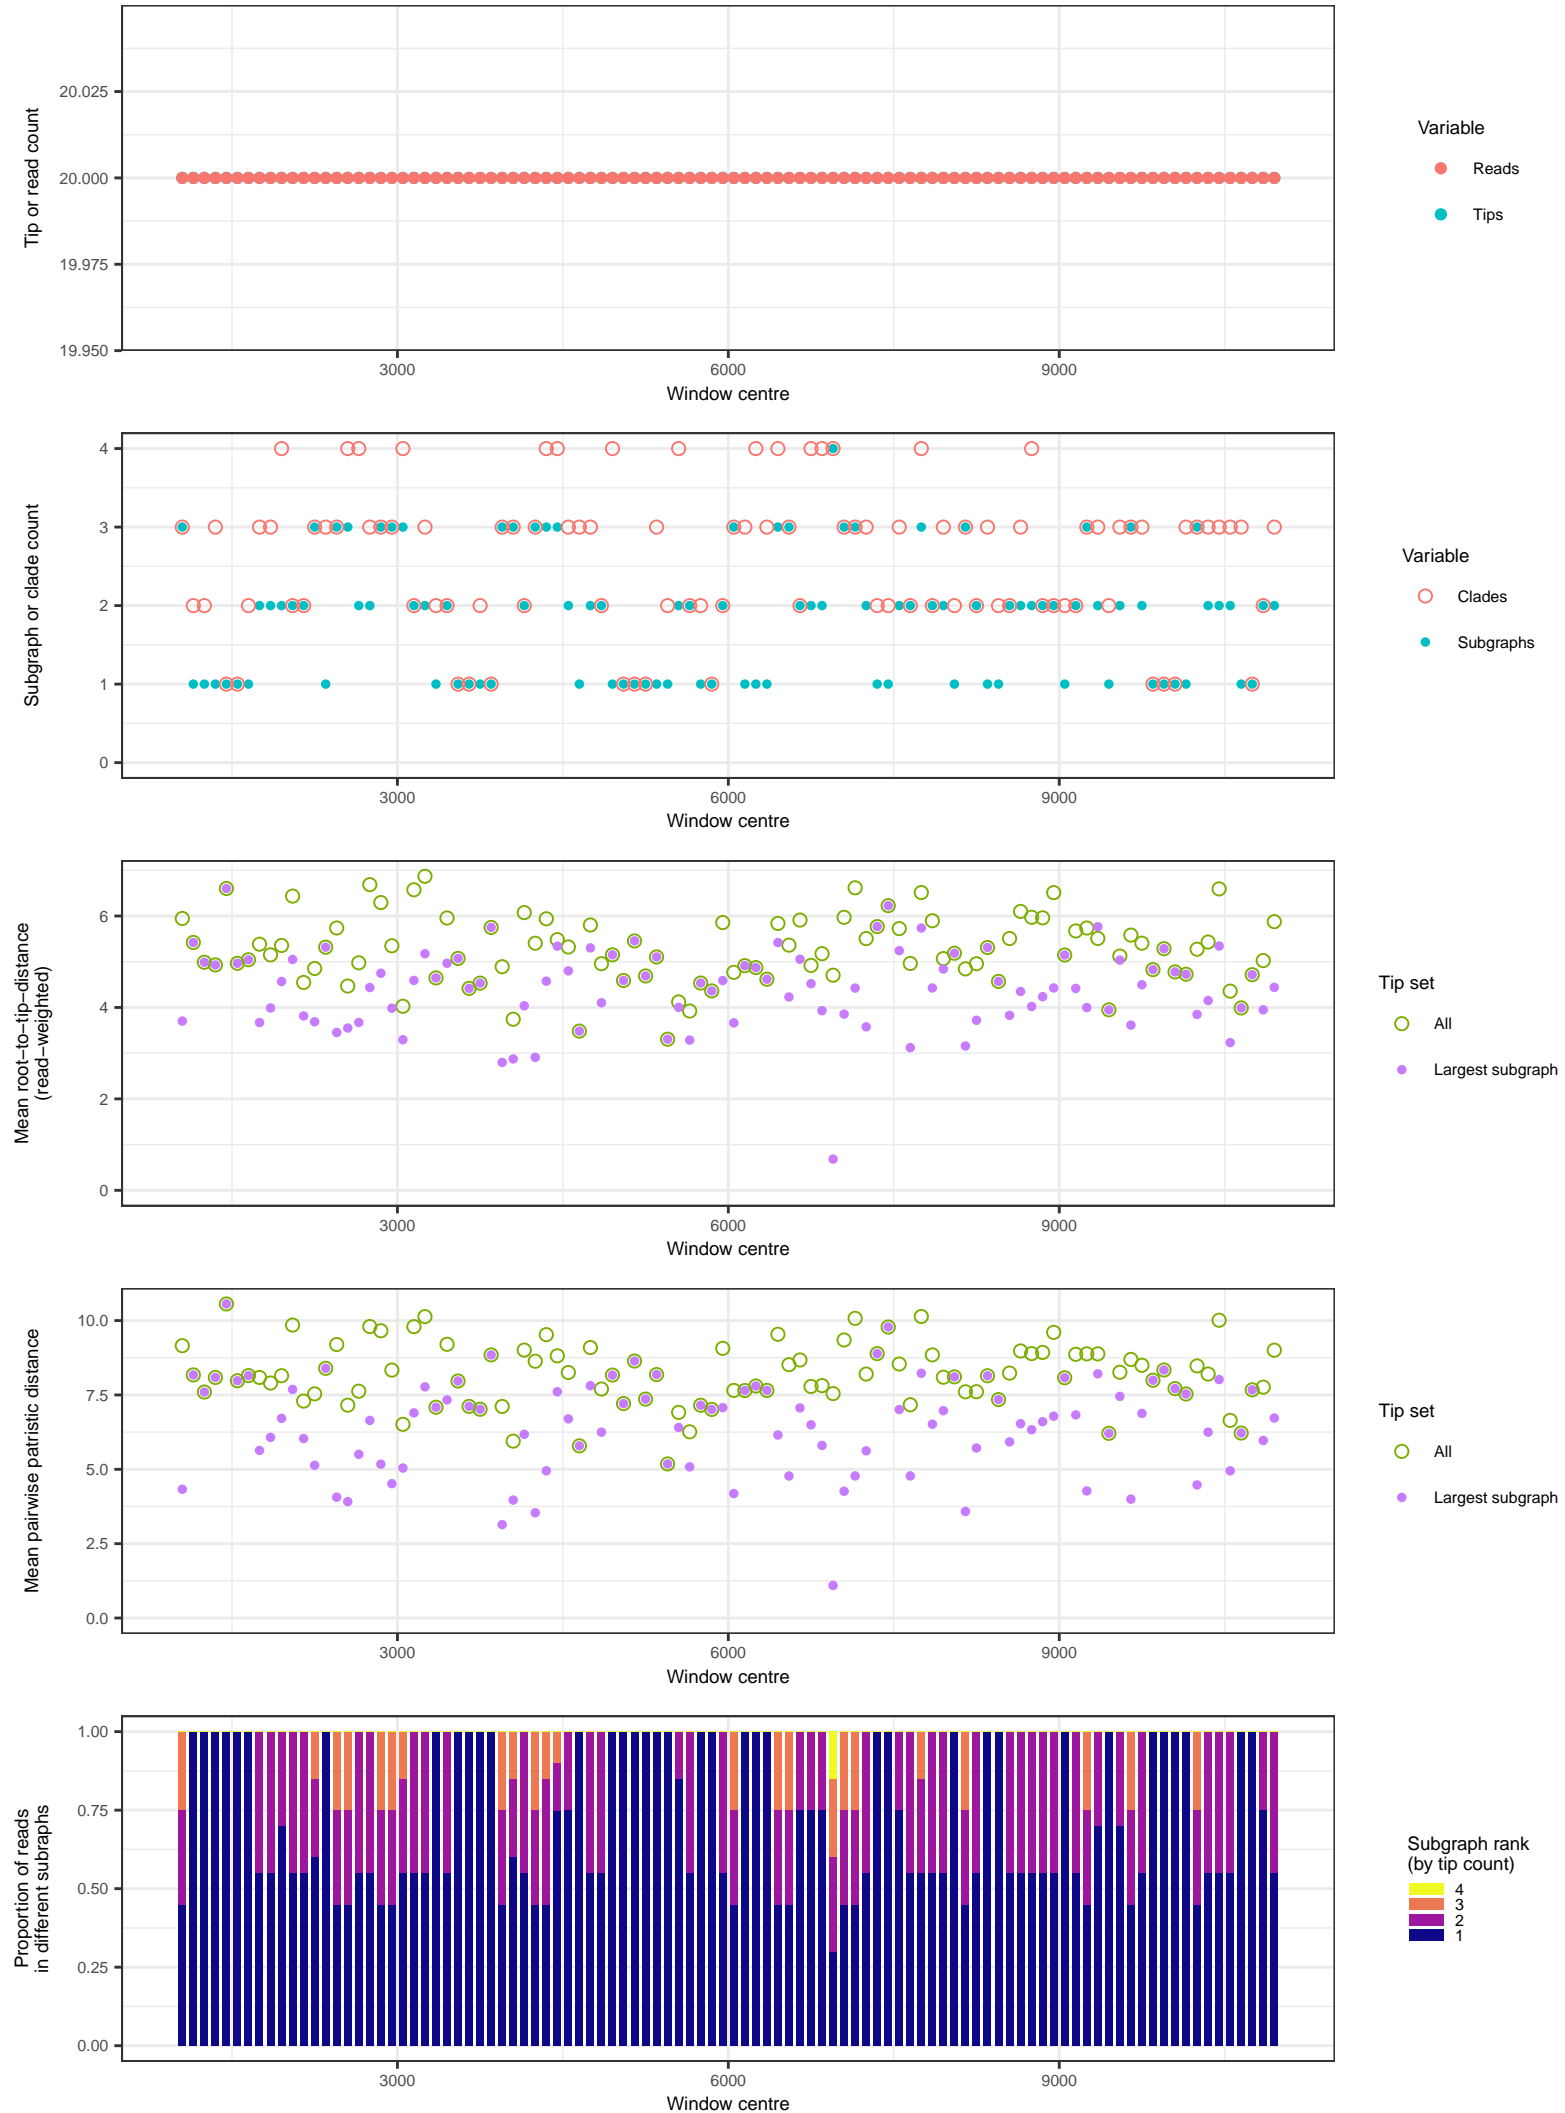 20.025
20.000
19.975
19.950
Tip or read count
3000
6000
9000
Window centre
Variable
Reads
Tips
4
3
2
1
0
Subgraph or clade count
3000
6000
9000
Window centre
Variable
Clades
Subgraphs
6
4
2
0
Mean root−to−tip−distance
(read−weighted)
3000
6000
9000
Window centre
Tip set
All
Largest subgraph
10.0
7.5
5.0
2.5
0.0
Mean pairwise patristic distance
3000
6000
9000
Window centre
Tip set
All
Largest subgraph
1.00
0.75
0.50
0.25
0.00
Proportion of reads
in different subraphs
3000
6000
9000
Window centre
Subgraph rank
(by tip count)
4
3
2
1